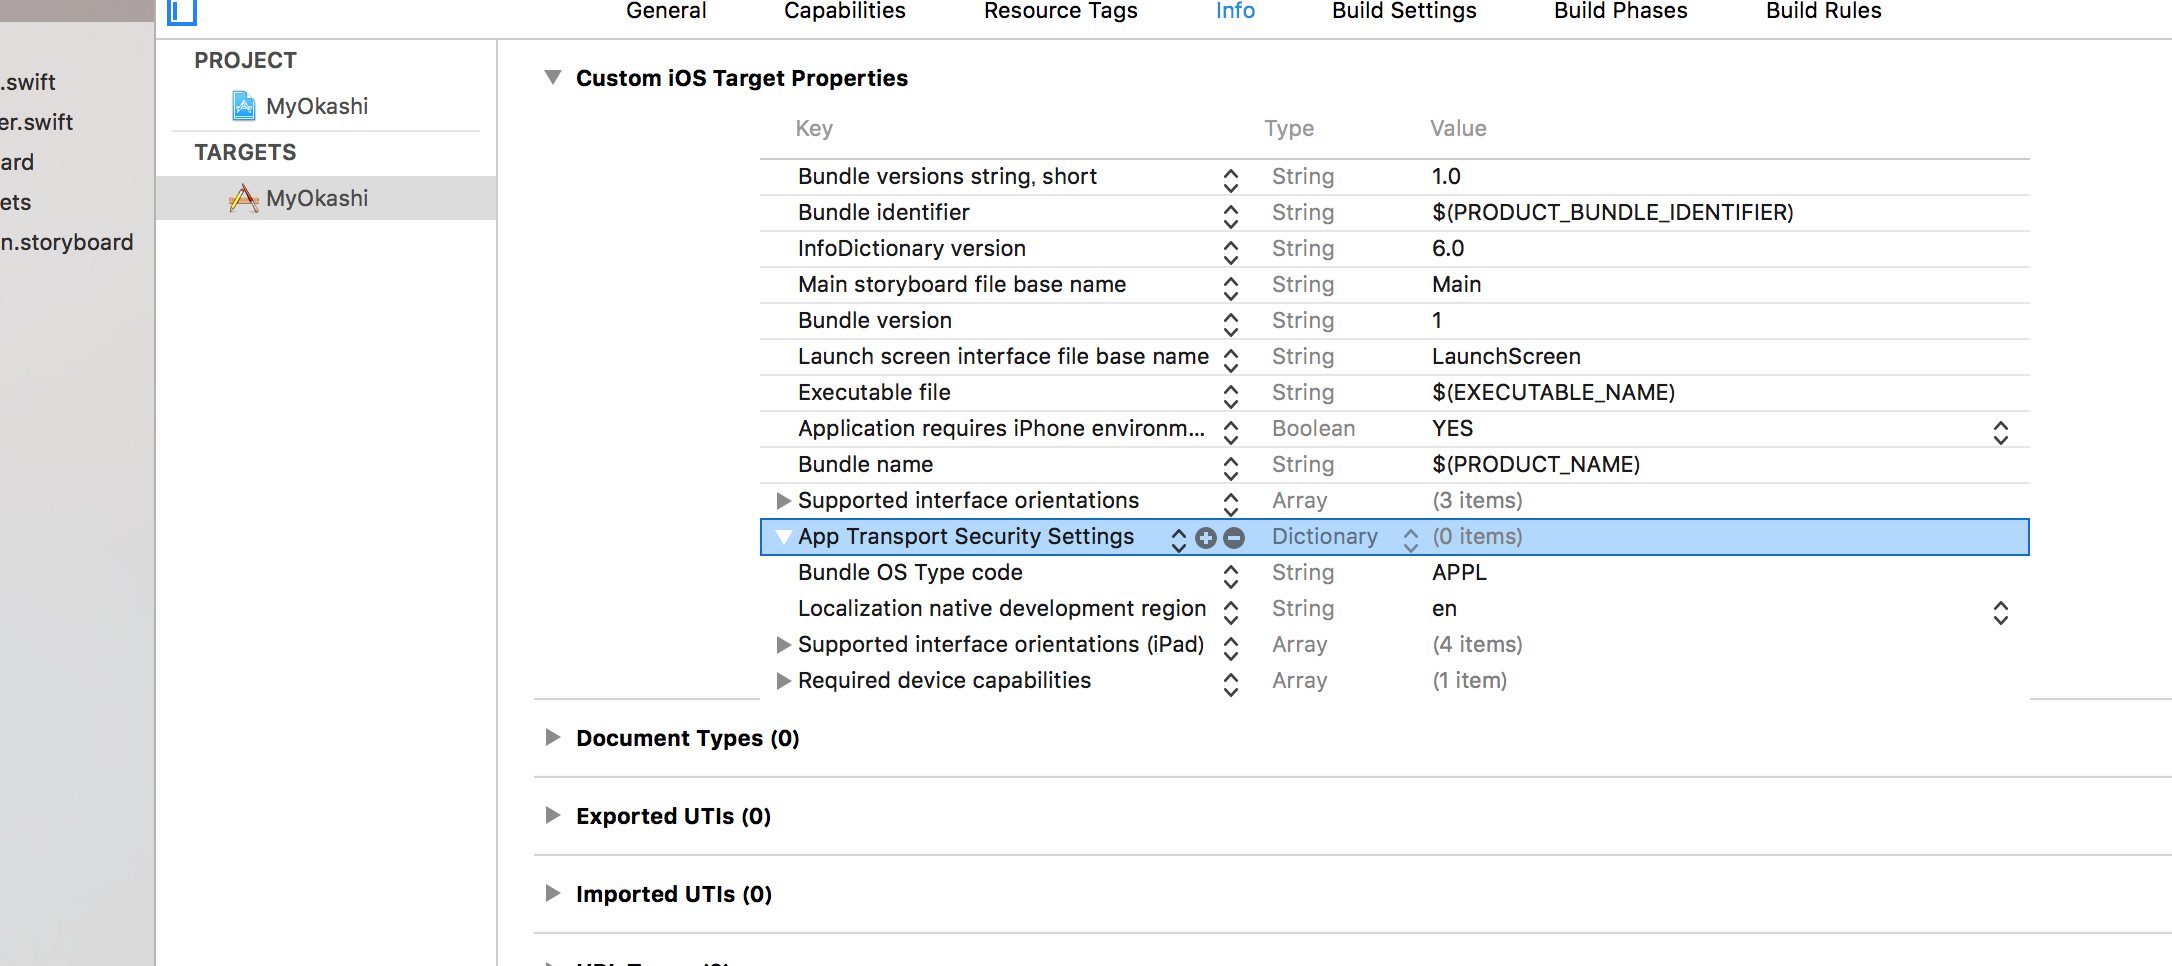 General Capabilities Resource Tags Info Build Settings Build Phases Build Rules
.swift
er.swift
ard
ets
n.storyboard
PROJECT
MyOkashi
TARGETS
MyOkashi
Custom iOS Target Properties
Key Type Value
Bundle versions string, short String 1.0
Bundle identifier String $(PRODUCT_BUNDLE_IDENTIFIER)
InfoDictionary version String 6.0
Main storyboard file base name String Main
Bundle version String 1
Launch screen interface file base name String LaunchScreen
Executable file String $(EXECUTABLE_NAME)
Application requires iPhone environm... Boolean YES
Bundle name String $(PRODUCT_NAME)
Supported interface orientations Array (3 items)
App Transport Security Settings Dictionary (0 items)
Bundle OS Type code String APPL
Localization native development region String en
Supported interface orientations (iPad) Array (4 items)
Required device capabilities Array (1 item)
Document Types (0)
Exported UTIs (0)
Imported UTIs (0)